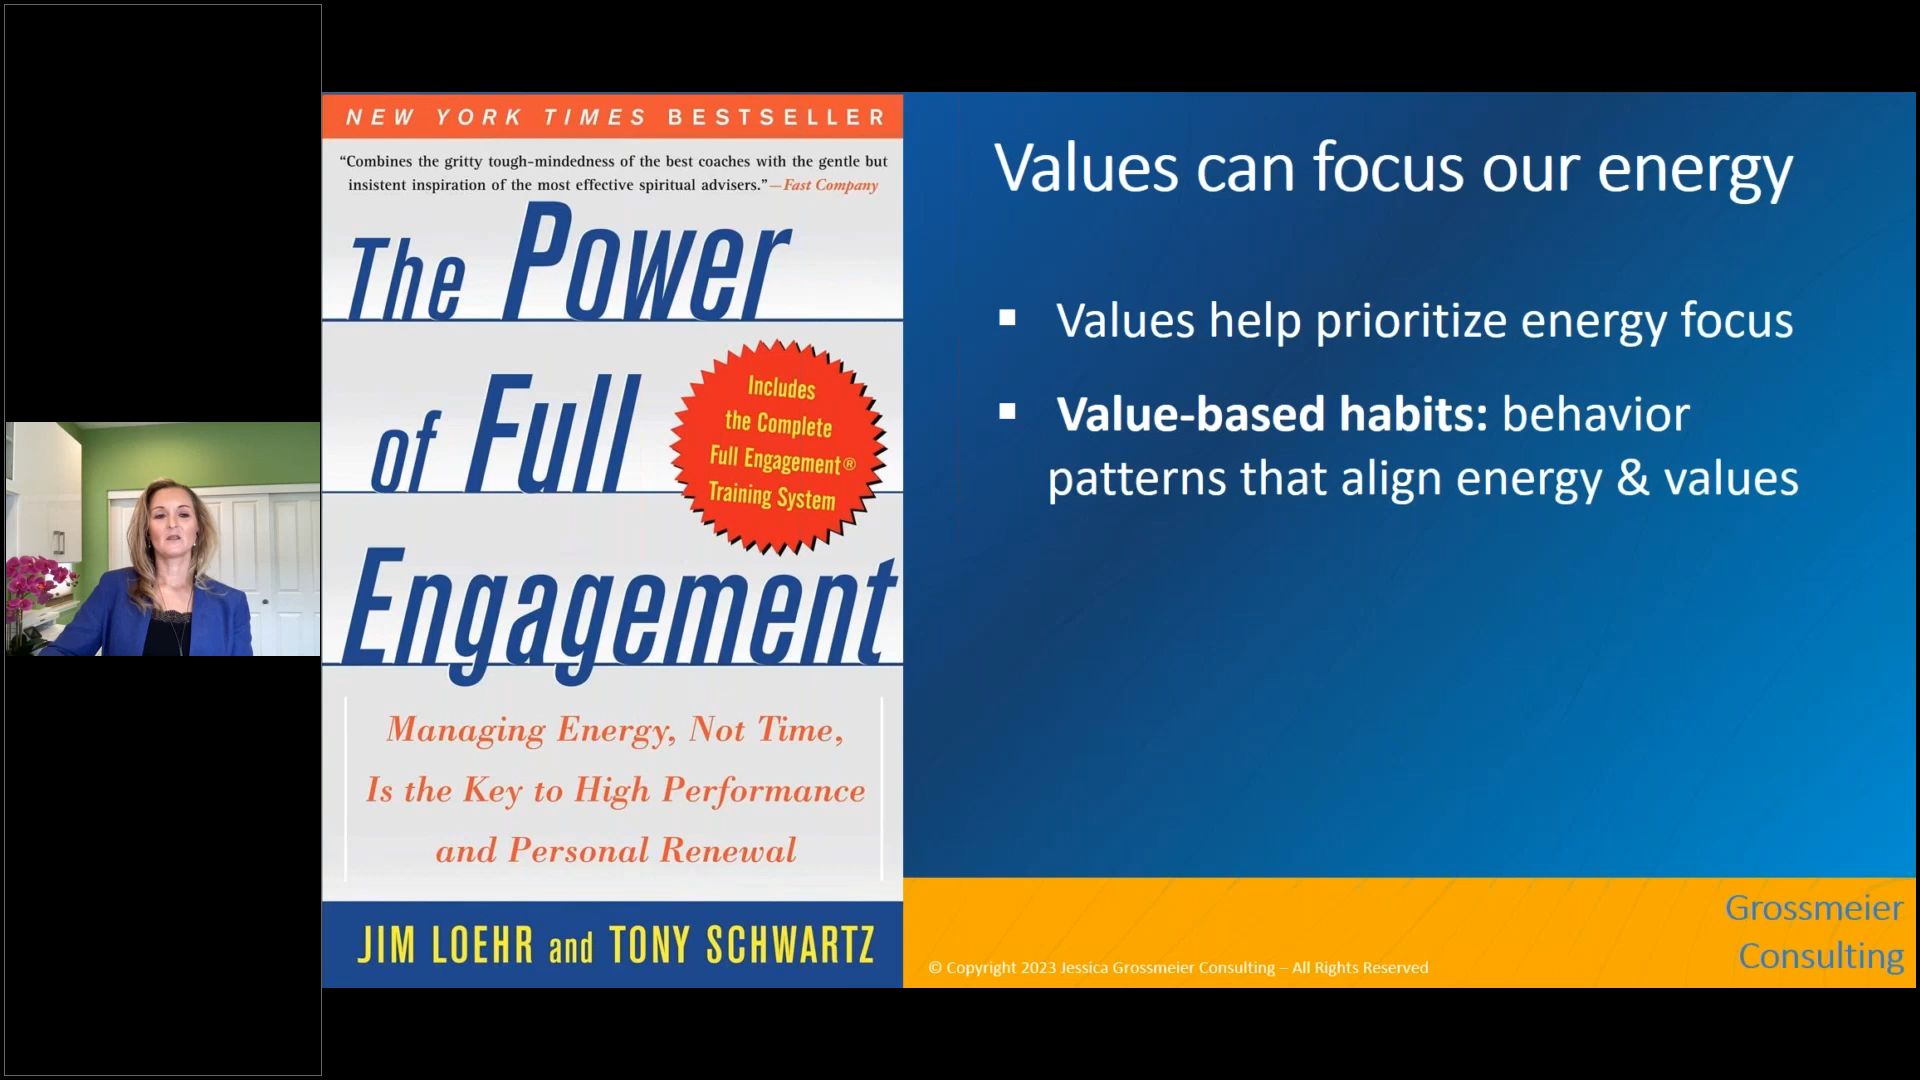 NEW YORK TIMES BESTSELLER
“Combines the gritty tough-mindedness of the best coaches with the gentle but
insistent inspiration of the most effective spiritual advisers.”—Fast Company
The Power
of Full
Engagement
Includes
the Complete
Full Engagement®
Training System
Managing Energy, Not Time,
Is the Key to High Performance
and Personal Renewal
JIM LOEHR and TONY SCHWARTZ
Values can focus our energy
▪ Values help prioritize energy focus
▪ Value-based habits: behavior
patterns that align energy & values
© Copyright 2023 Jessica Grossmeier Consulting – All Rights Reserved
Grossmeier
Consulting